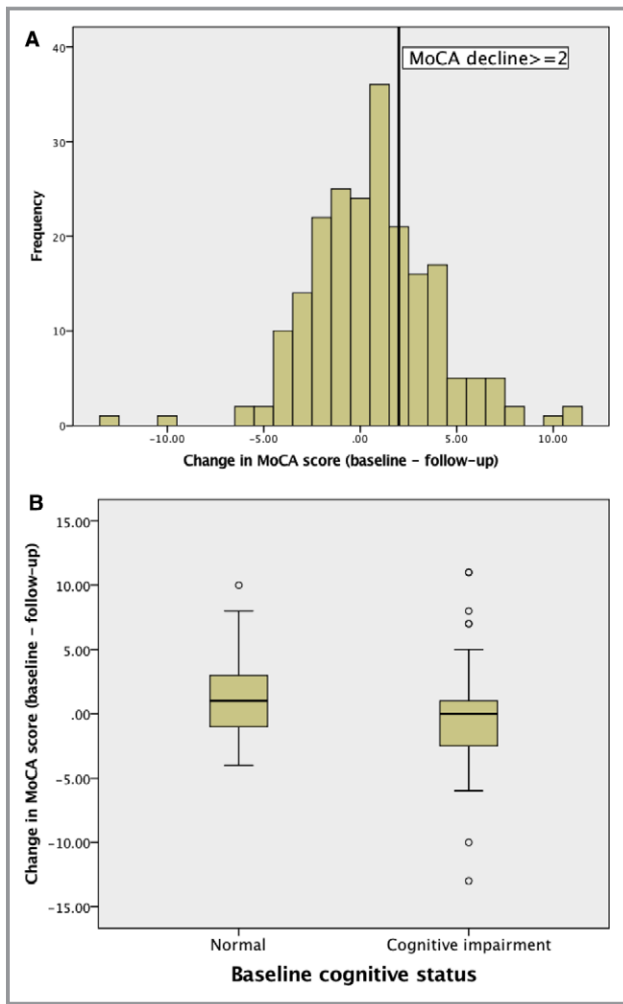 A
MoCA decline>=2
40
30
20
10
0
Frequency
-10.00
-5.00
.00
5.00
10.00
Change in MoCA score (baseline - follow-up)
B
15.00
10.00
5.00
.00
-5.00
-10.00
-15.00
Change in MoCA score (baseline - follow-up)
Normal
Cognitive impairment
Baseline cognitive status